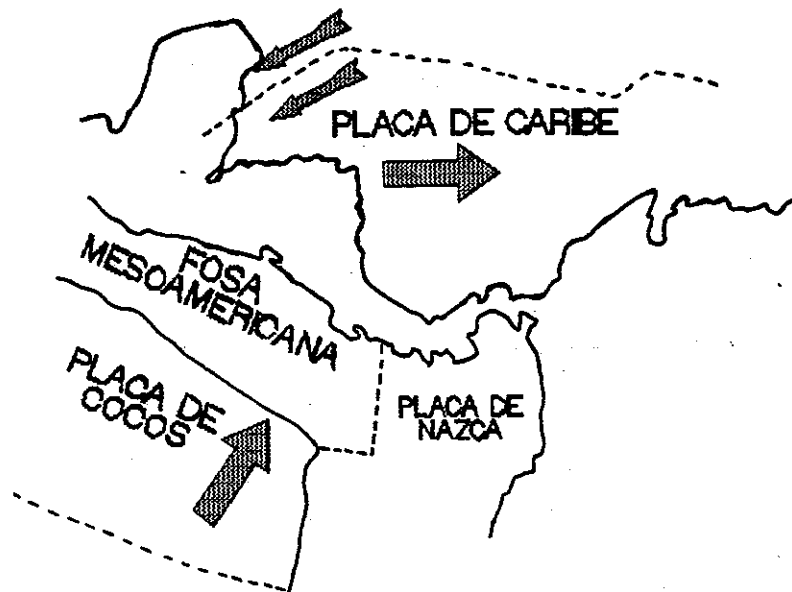 PLACA DE CARIBE
FOSA
MESOAMERICANA
PLACA DE
COCOS
PLACA DE
NAZCA